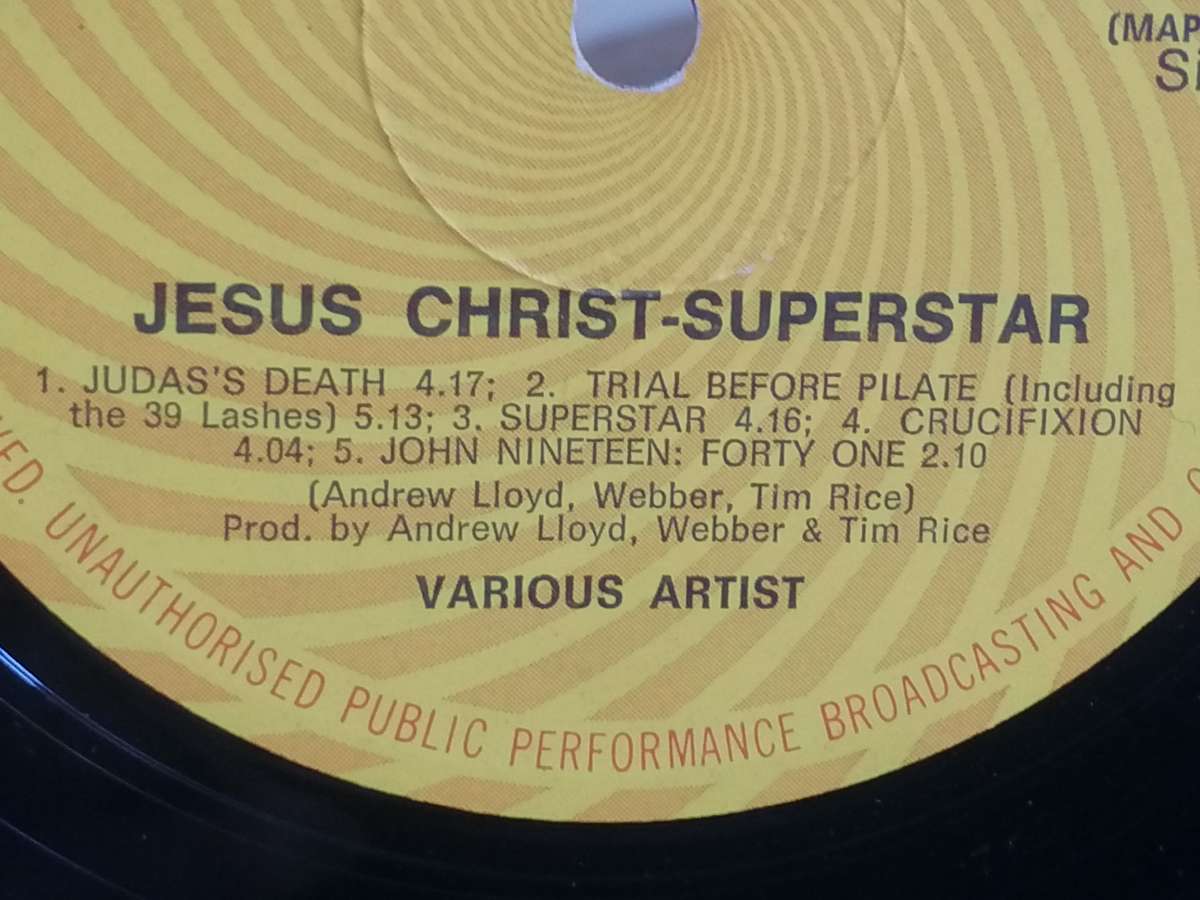 (MAP
Si
JESUS CHRIST-SUPERSTAR
1. JUDAS'S DEATH 4.17; 2. TRIAL BEFORE PILATE (Including
the 39 Lashes) 5.13; 3. SUPERSTAR 4.16; 4. CRUCIFIXION
4.04; 5. JOHN NINETEEN: FORTY ONE 2.10
(Andrew Lloyd, Webber, Tim Rice)
Prod. by Andrew Lloyd, Webber & Tim Rice
VARIOUS ARTIST
UNAUTHORISED PUBLIC PERFORMANCE BROADCASTING AND